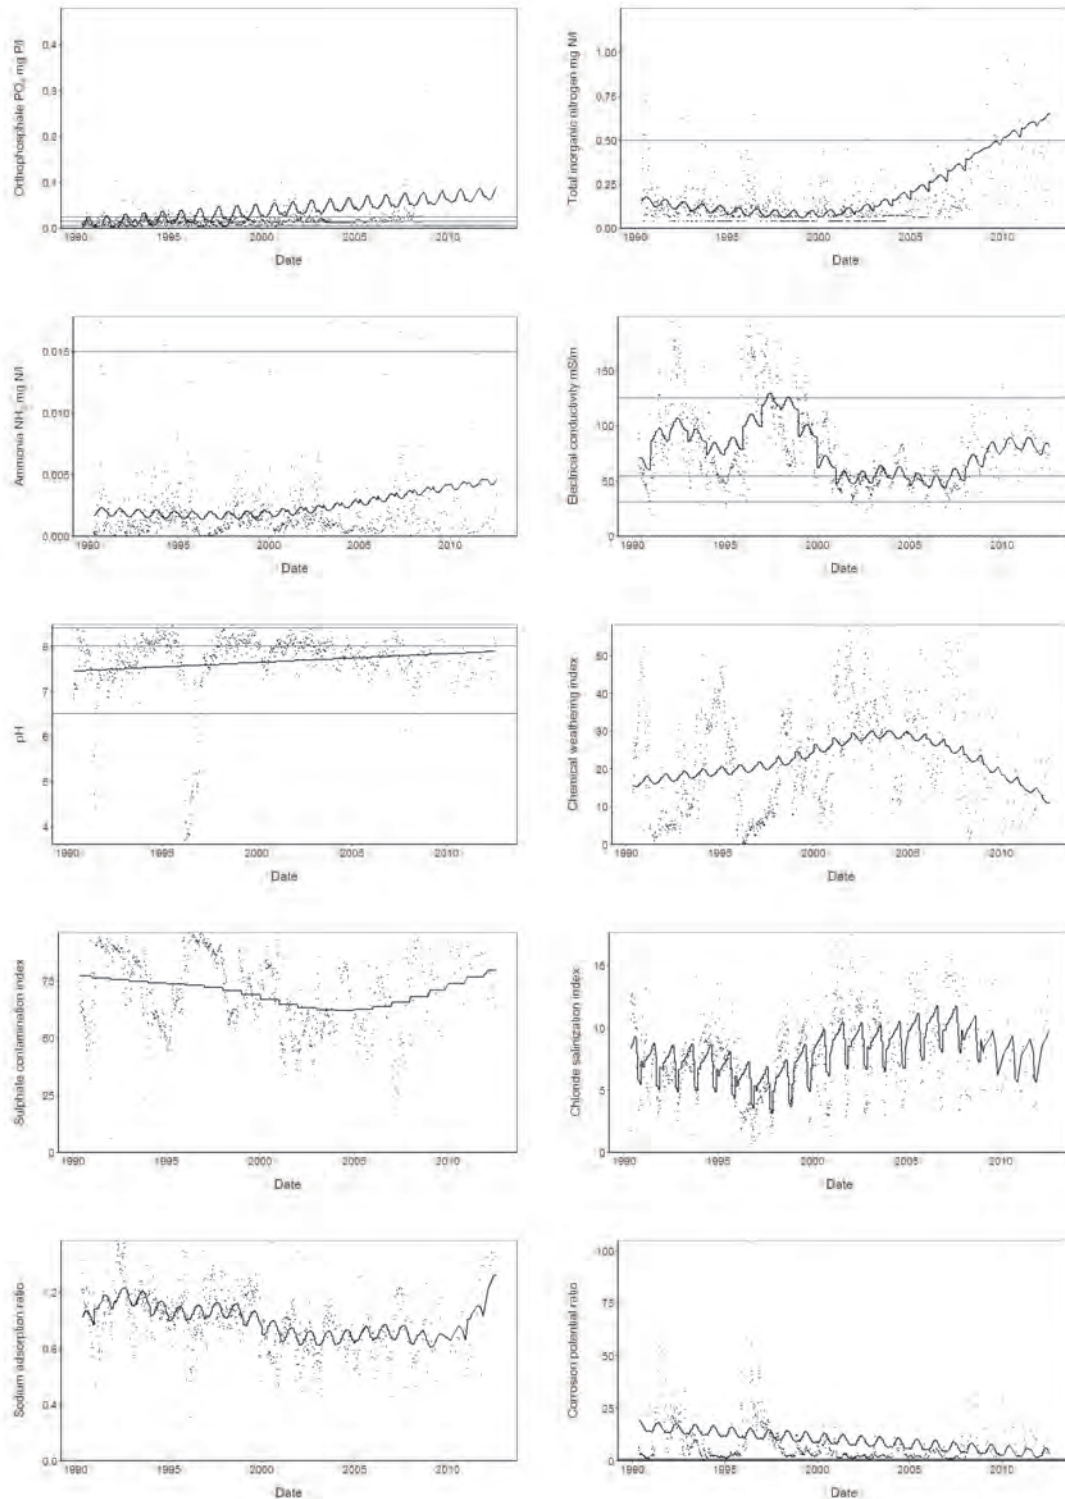 Orthophosphate PO₄ mg P/l
0.4
0.3
0.2
0.1
0.0
1990 1995 2000 2005 2010
Date
Total inorganic nitrogen mg N/l
1.00
0.75
0.50
0.25
0.00
1990 1995 2000 2005 2010
Date
Ammonia NH₃ mg N/l
0.015
0.010
0.005
0.000
1990 1995 2000 2005 2010
Date
Electrical conductivity mS/m
150
100
50
0
1990 1995 2000 2005 2010
Date
pH
8
7
6
5
4
1990 1995 2000 2005 2010
Date
Chemical weathering index
50
40
30
20
10
0
1990 1995 2000 2005 2010
Date
Sulphate contamination index
75
50
25
0
1990 1995 2000 2005 2010
Date
Chloride salinization index
15
10
5
0
1990 1995 2000 2005 2010
Date
Sodium adsorption ratio
1.2
0.8
0.4
0.0
1990 1995 2000 2005 2010
Date
Corrosion potential ratio
100
75
50
25
0
1990 1995 2000 2005 2010
Date